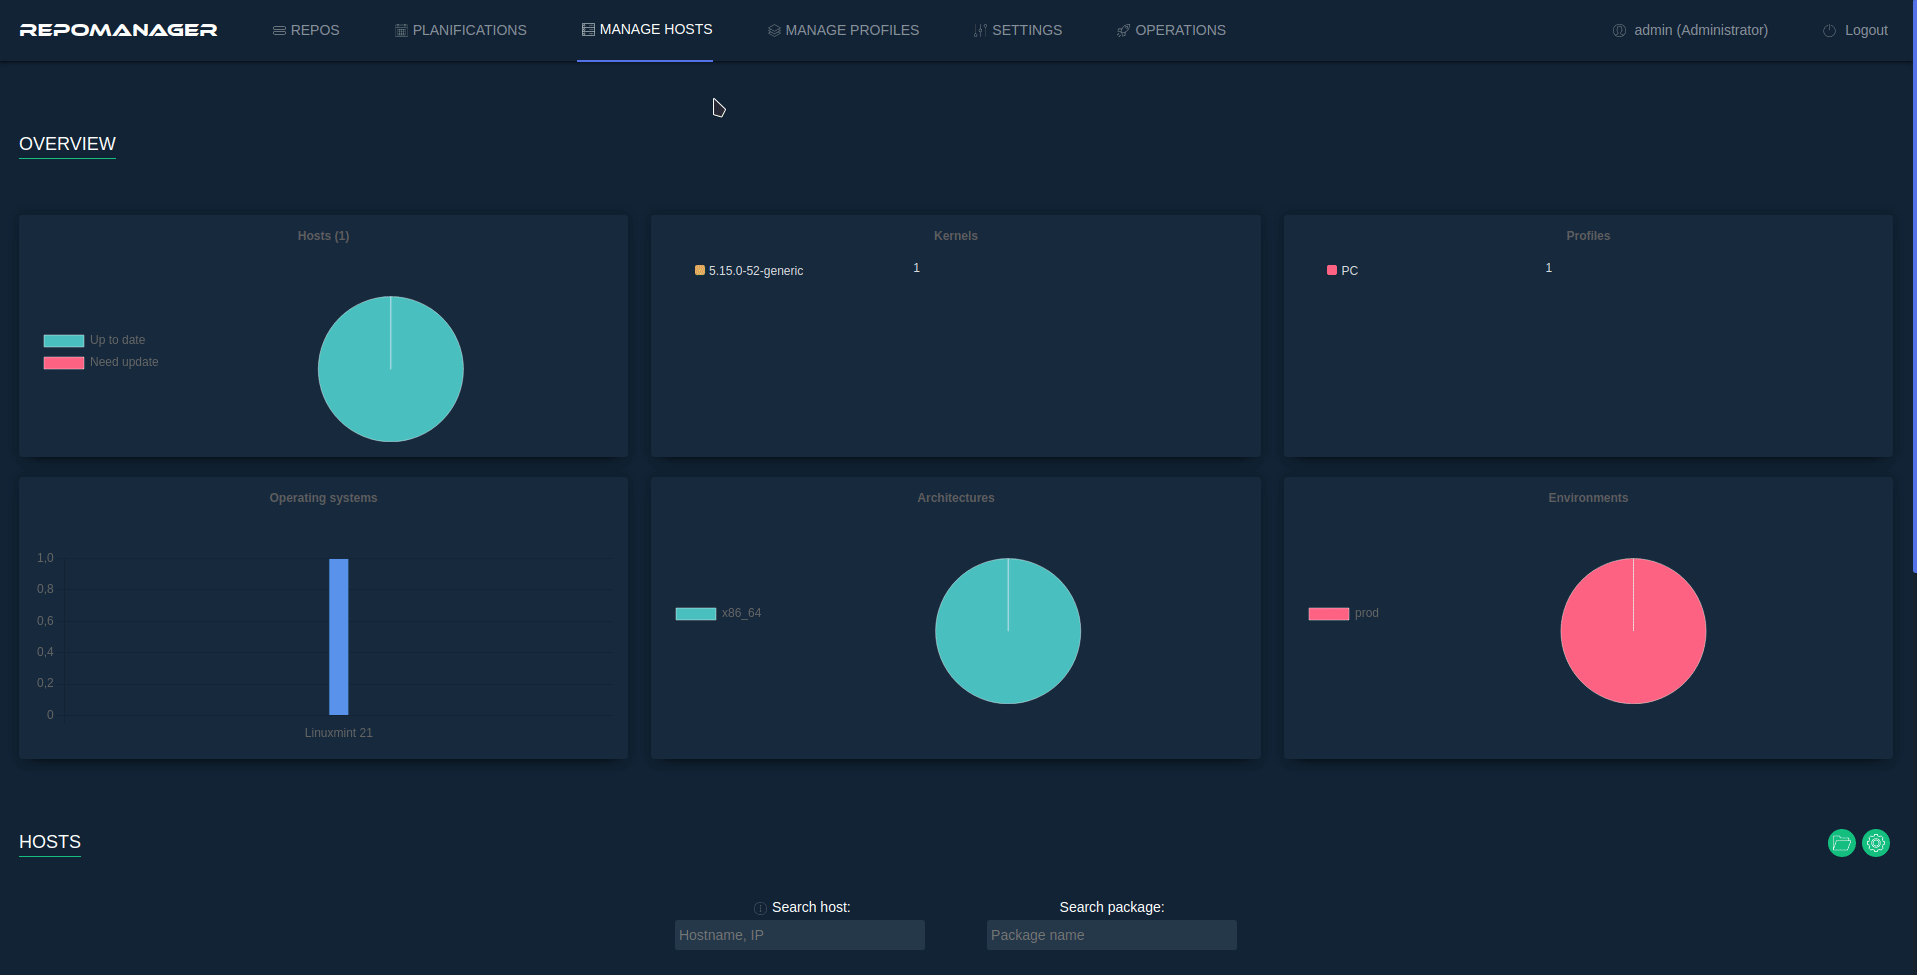 REPOMANAGER
REPOS
PLANIFICATIONS
MANAGE HOSTS
MANAGE PROFILES
SETTINGS
OPERATIONS
admin (Administrator)
Logout
OVERVIEW
Hosts (1)
Up to date
Need update
Kernels
5.15.0-52-generic 1
Profiles
PC 1
Operating systems
1,0
0,8
0,6
0,4
0,2
0
Linuxmint 21
Architectures
x86_64
Environments
prod
HOSTS
Search host:
Hostname, IP
Search package:
Package name